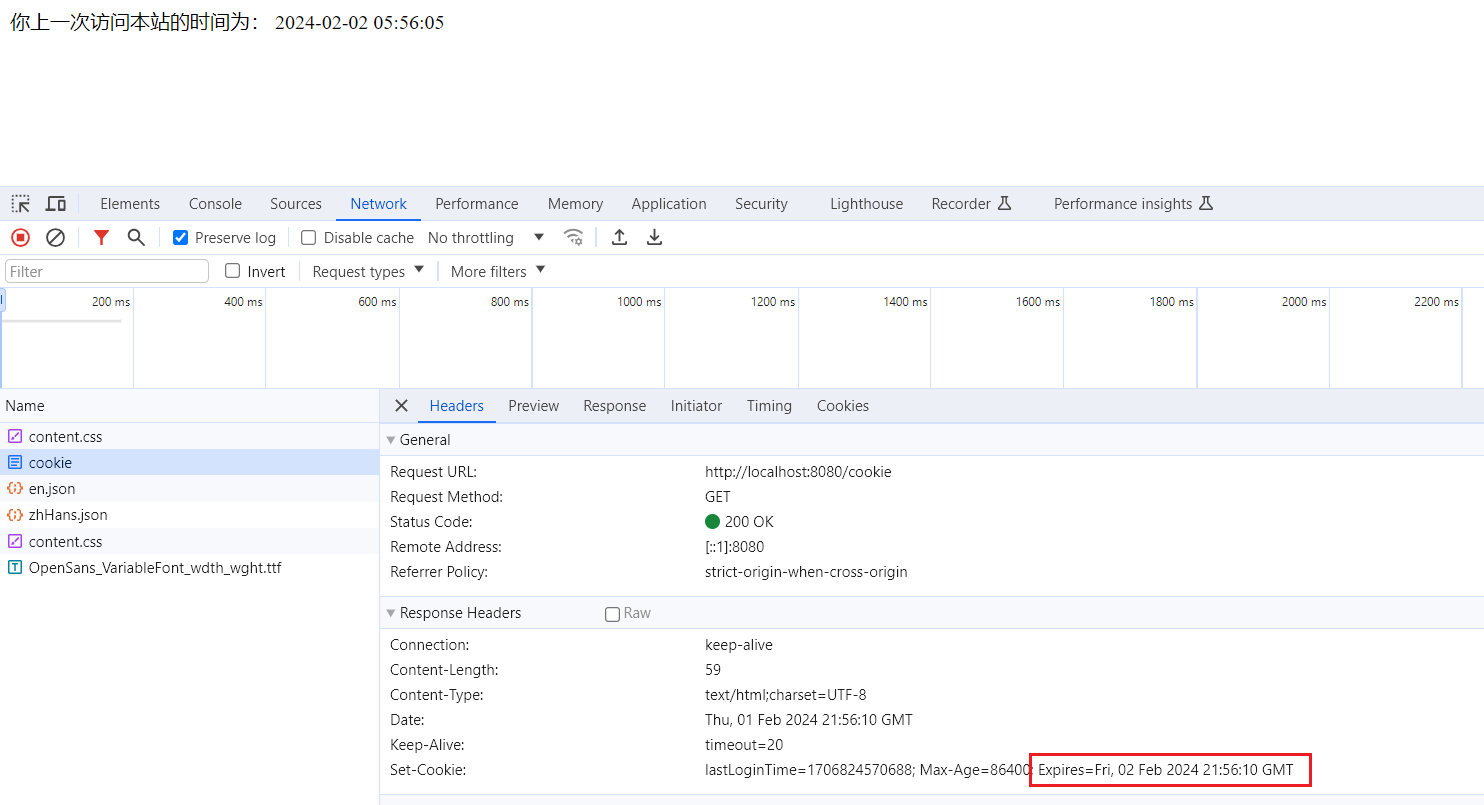 你上一次访问本站的时间为： 2024-02-02 05:56:05
Elements Console Sources Network Performance Memory Application Security Lighthouse Recorder Performance insights
Preserve log Disable cache No throttling
Filter Invert Request types More filters
200 ms 400 ms 600 ms 800 ms 1000 ms 1200 ms 1400 ms 1600 ms 1800 ms 2000 ms 2200 ms
Name
content.css
cookie
en.json
zhHans.json
content.css
OpenSans_VariableFont_wdth_wght.ttf
Headers Preview Response Initiator Timing Cookies
General
Request URL: http://localhost:8080/cookie
Request Method: GET
Status Code: 200 OK
Remote Address: [::1]:8080
Referrer Policy: strict-origin-when-cross-origin
Response Headers Raw
Connection: keep-alive
Content-Length: 59
Content-Type: text/html;charset=UTF-8
Date: Thu, 01 Feb 2024 21:56:10 GMT
Keep-Alive: timeout=20
Set-Cookie: lastLoginTime=1706824570688; Max-Age=86400; Expires=Fri, 02 Feb 2024 21:56:10 GMT